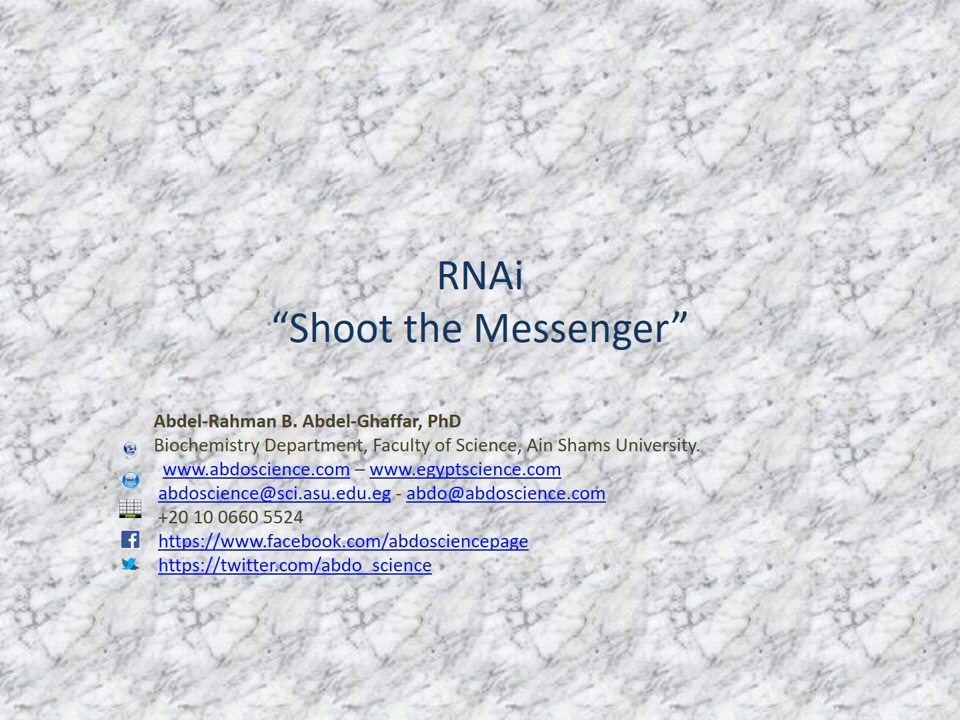 RNAi
“Shoot the Messenger”
Abdel-Rahman B. Abdel-Ghaffar, PhD
Biochemistry Department, Faculty of Science, Ain Shams University.
www.abdoscience.com – www.egyptscience.com
abdoscience@sci.asu.edu.eg - abdo@abdoscience.com
+20 10 0660 5524
https://www.facebook.com/abdosciencepage
https://twitter.com/abdo_science